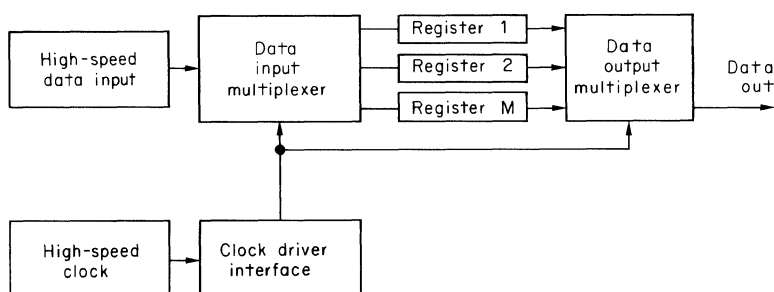 High-speed
data input
Data
input
multiplexer
Register 1
Register 2
Register M
Data
output
multiplexer
Data
out
High-speed
clock
Clock driver
interface